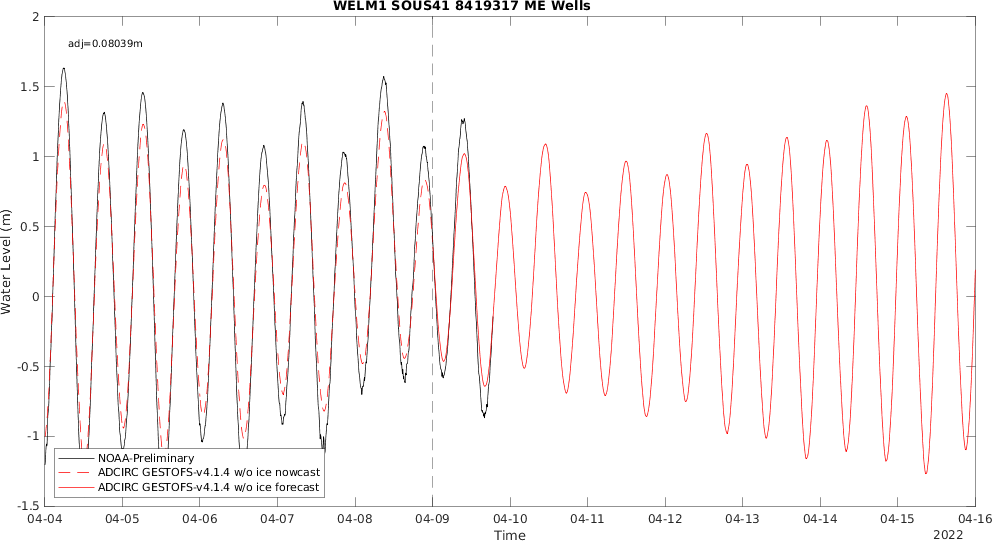 WELM1 SOUS41 8419317 ME Wells
adj=0.08039m
2
1.5
1
0.5
0
-0.5
-1
-1.5
Water Level (m)
NOAA-Preliminary
ADCIRC GESTOFS-v4.1.4 w/o ice nowcast
ADCIRC GESTOFS-v4.1.4 w/o ice forecast
04-04 04-05 04-06 04-07 04-08 04-09 04-10 04-11 04-12 04-13 04-14 04-15 04-16
Time
2022